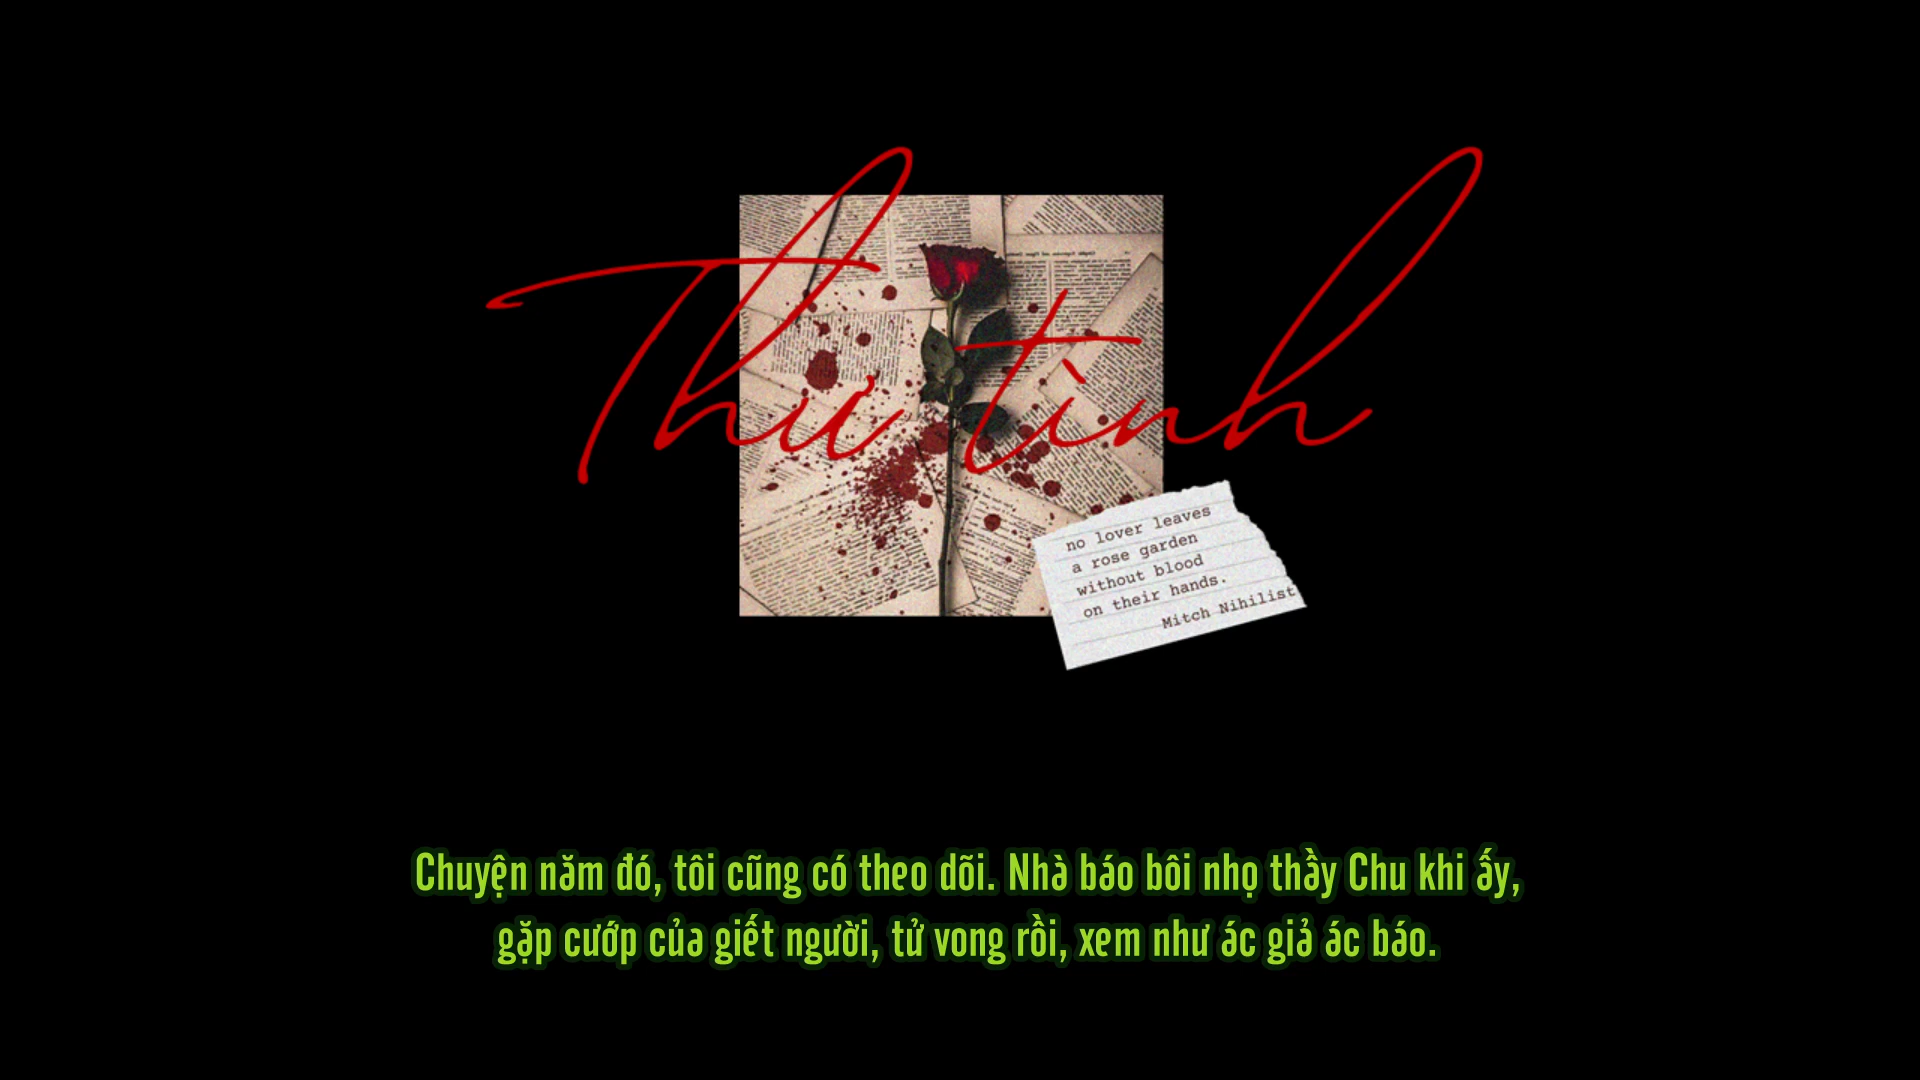 Thư tình
no lover leaves
a rose garden
without blood
on their hands.
Mitch Nihilist
Chuyện năm đó, tôi cũng có theo dõi. Nhà báo bôi nhọ thầy Chu khi ấy,
gặp cướp của giết người, tử vong rồi, xem như ác giả ác báo.